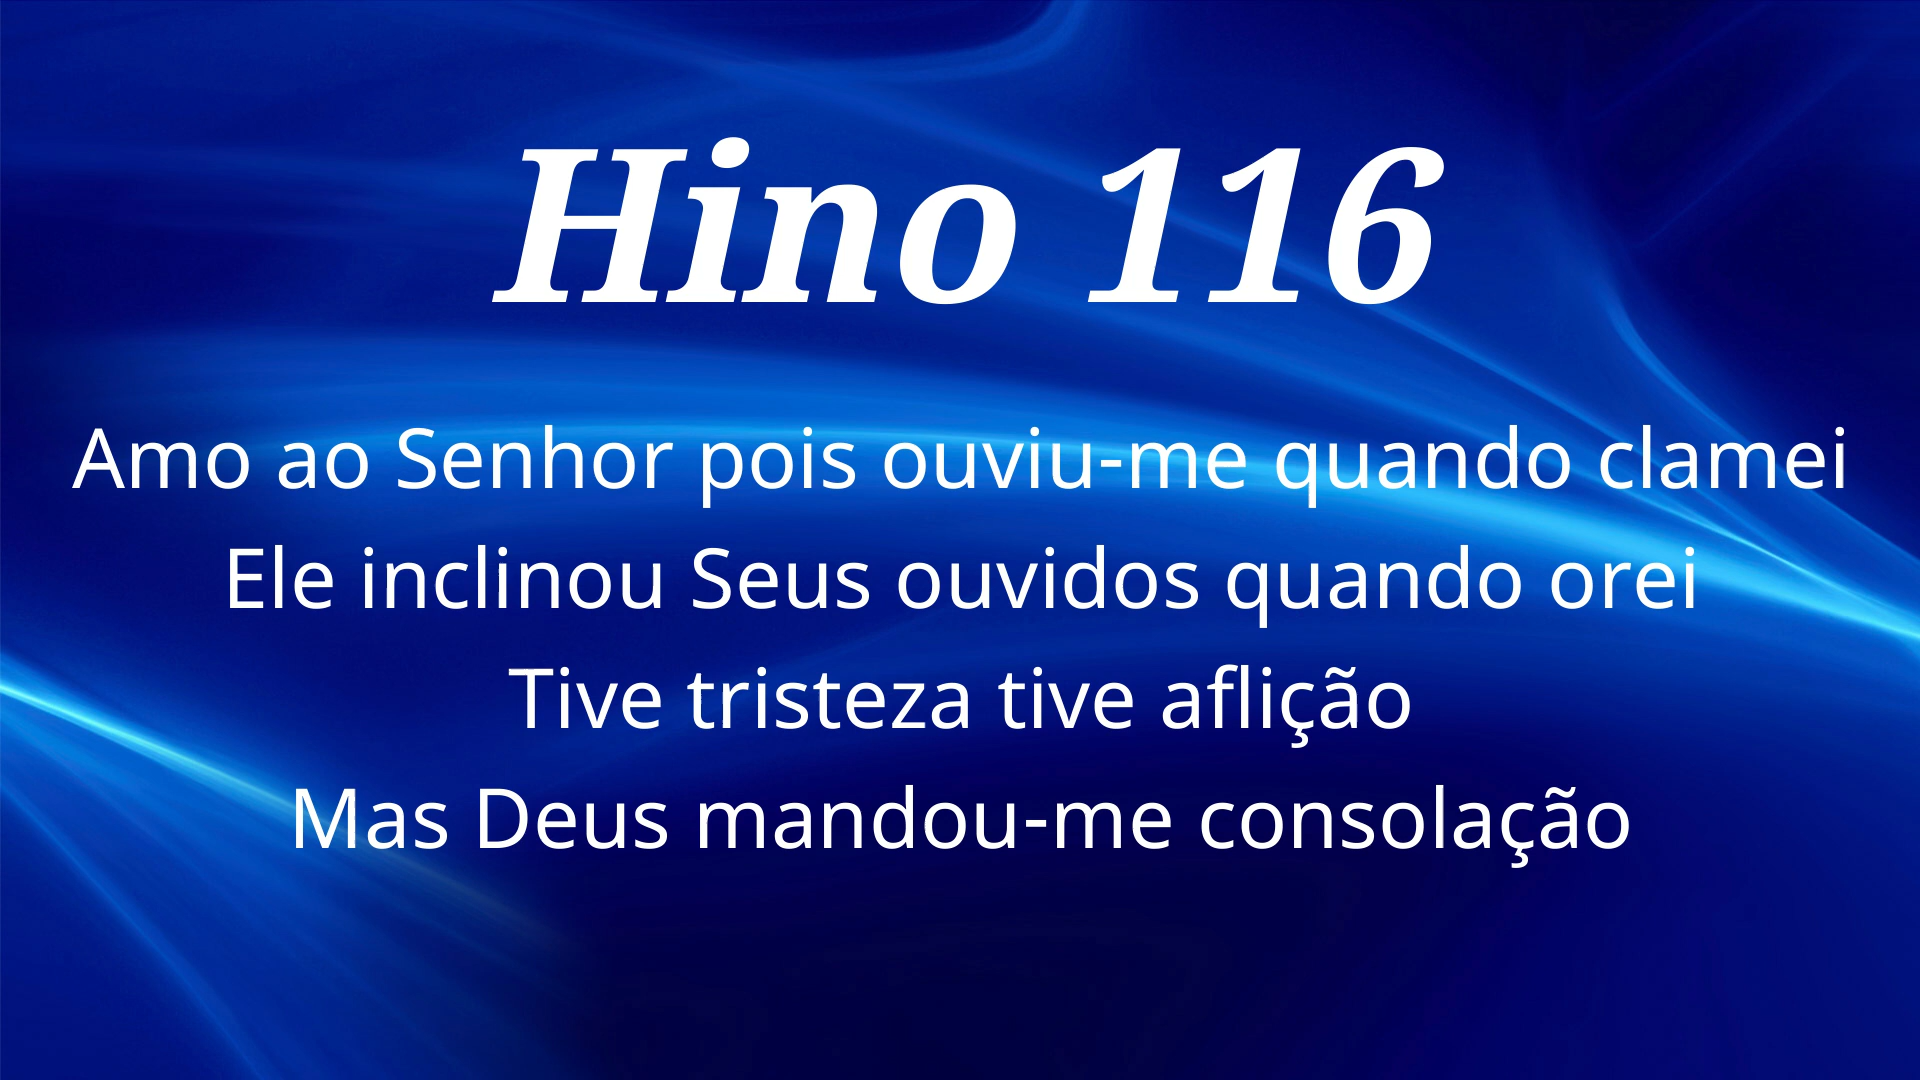 Hino 116
Amo ao Senhor pois ouviu-me quando clamei
Ele inclinou Seus ouvidos quando orei
Tive tristeza tive aflição
Mas Deus mandou-me consolação